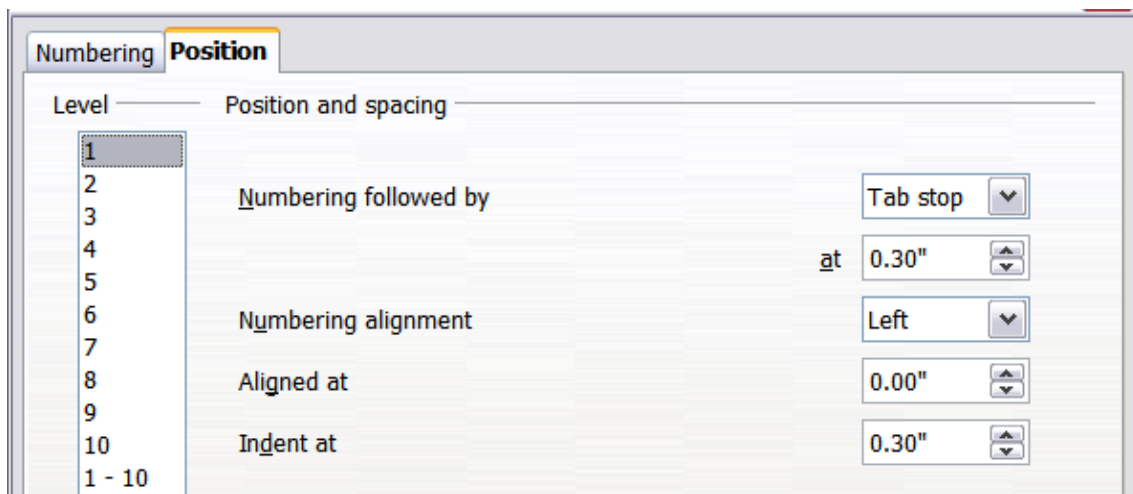 Numbering Position
Level Position and spacing
1
2
Numbering followed by Tab stop
3
4
at 0.30"
5
6
Numbering alignment Left
7
8
Aligned at 0.00"
9
10
Indent at 0.30"
1 - 10